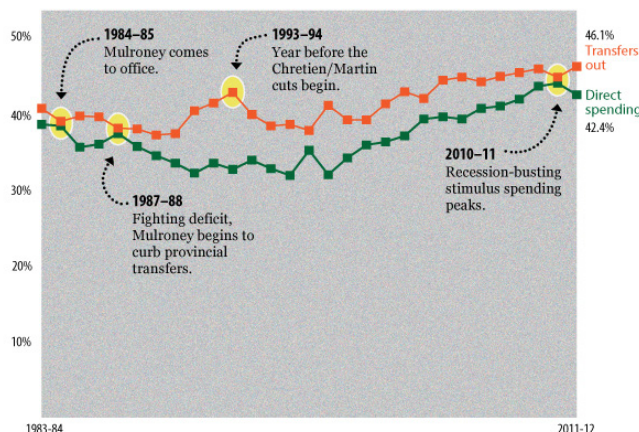 50%
40%
30%
20%
10%
1984–85
Mulroney comes
to office.
1993–94
Year before the
Chretien/Martin
cuts begin.
46.1%
Transfers
out
Direct
spending
42.4%
1987–88
Fighting deficit,
Mulroney begins to
curb provincial
transfers.
2010–11
Recession-busting
stimulus spending
peaks.
1983-84
2011-12